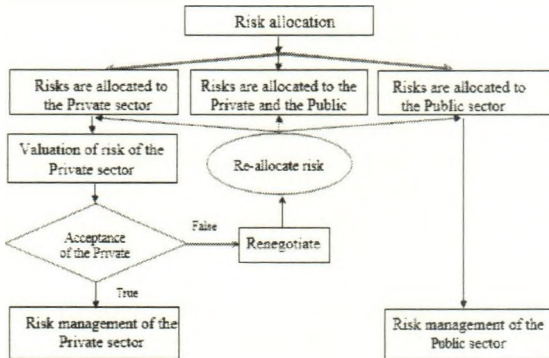 Risk allocation
Risks are allocated to
the Private sector
Risks are allocated to the
Private and the Public
Risks are allocated to
the Public sector
Valuation of risk of the
Private sector
Re-allocate risk
False
Acceptance
of the Private
Renegotiate
True
Risk management of the
Private sector
Risk management of the
Public sector